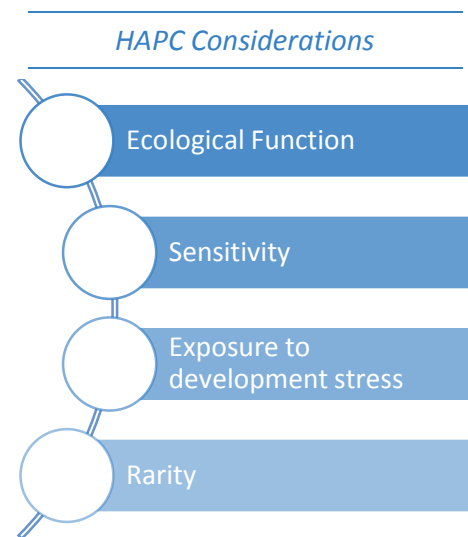 HAPC Considerations
Ecological Function
Sensitivity
Exposure to
development stress
Rarity